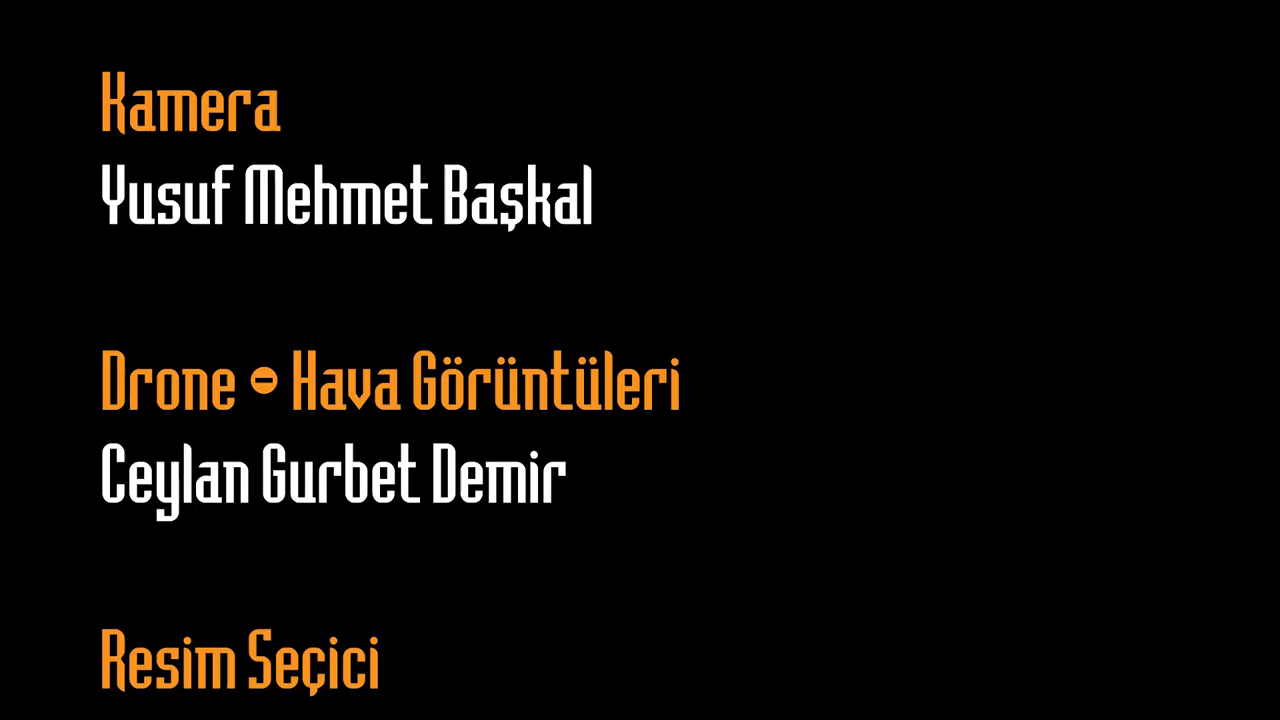 Kamera
Yusuf Mehmet Başkal
Drone • Hava Görüntüleri
Ceylan Gurbet Demir
Resim Seçici